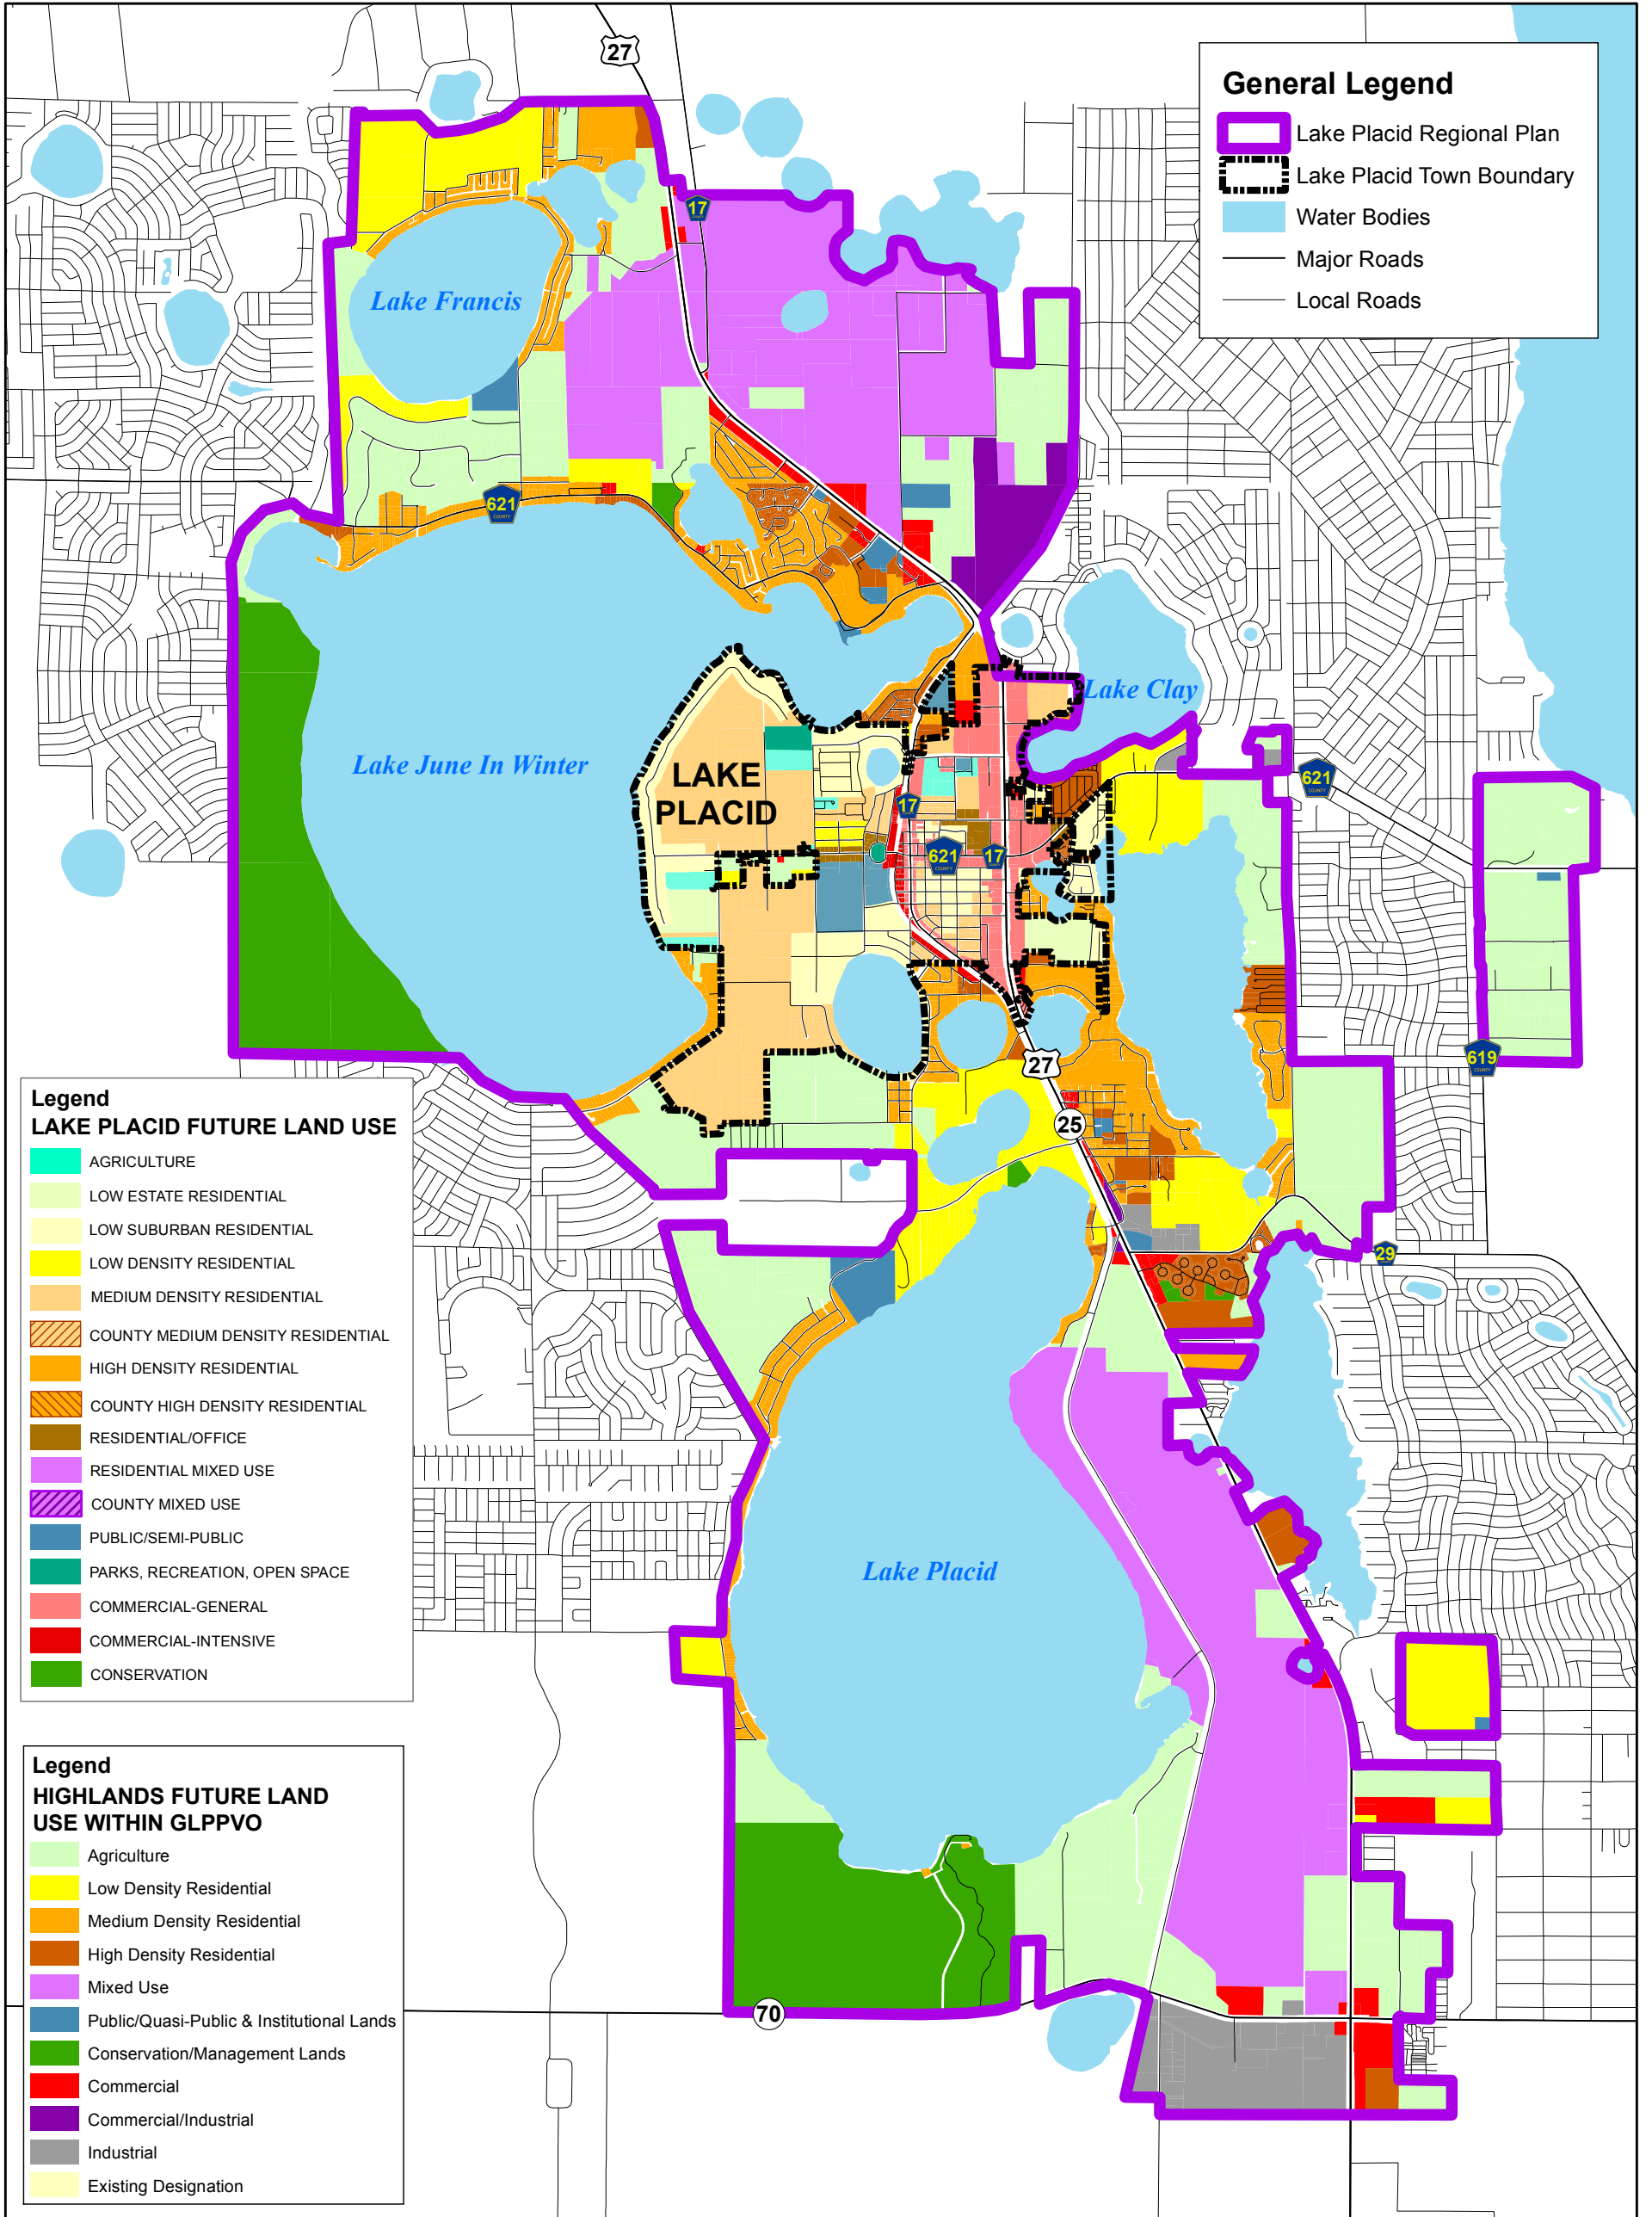 27
General Legend
Lake Placid Regional Plan
Lake Placid Town Boundary
Water Bodies
Major Roads
Local Roads
17
Lake Francis
621
COUNTY
Lake Clay
Lake June In Winter
LAKE
PLACID
621
COUNTY
17
621
COUNTY
17
619
COUNTY
27
25
29
Lake Placid
70
Legend
LAKE PLACID FUTURE LAND USE
AGRICULTURE
LOW ESTATE RESIDENTIAL
LOW SUBURBAN RESIDENTIAL
LOW DENSITY RESIDENTIAL
MEDIUM DENSITY RESIDENTIAL
COUNTY MEDIUM DENSITY RESIDENTIAL
HIGH DENSITY RESIDENTIAL
COUNTY HIGH DENSITY RESIDENTIAL
RESIDENTIAL/OFFICE
RESIDENTIAL MIXED USE
COUNTY MIXED USE
PUBLIC/SEMI-PUBLIC
PARKS, RECREATION, OPEN SPACE
COMMERCIAL-GENERAL
COMMERCIAL-INTENSIVE
CONSERVATION
Legend
HIGHLANDS FUTURE LAND
USE WITHIN GLPPVO
Agriculture
Low Density Residential
Medium Density Residential
High Density Residential
Mixed Use
Public/Quasi-Public & Institutional Lands
Conservation/Management Lands
Commercial
Commercial/Industrial
Industrial
Existing Designation